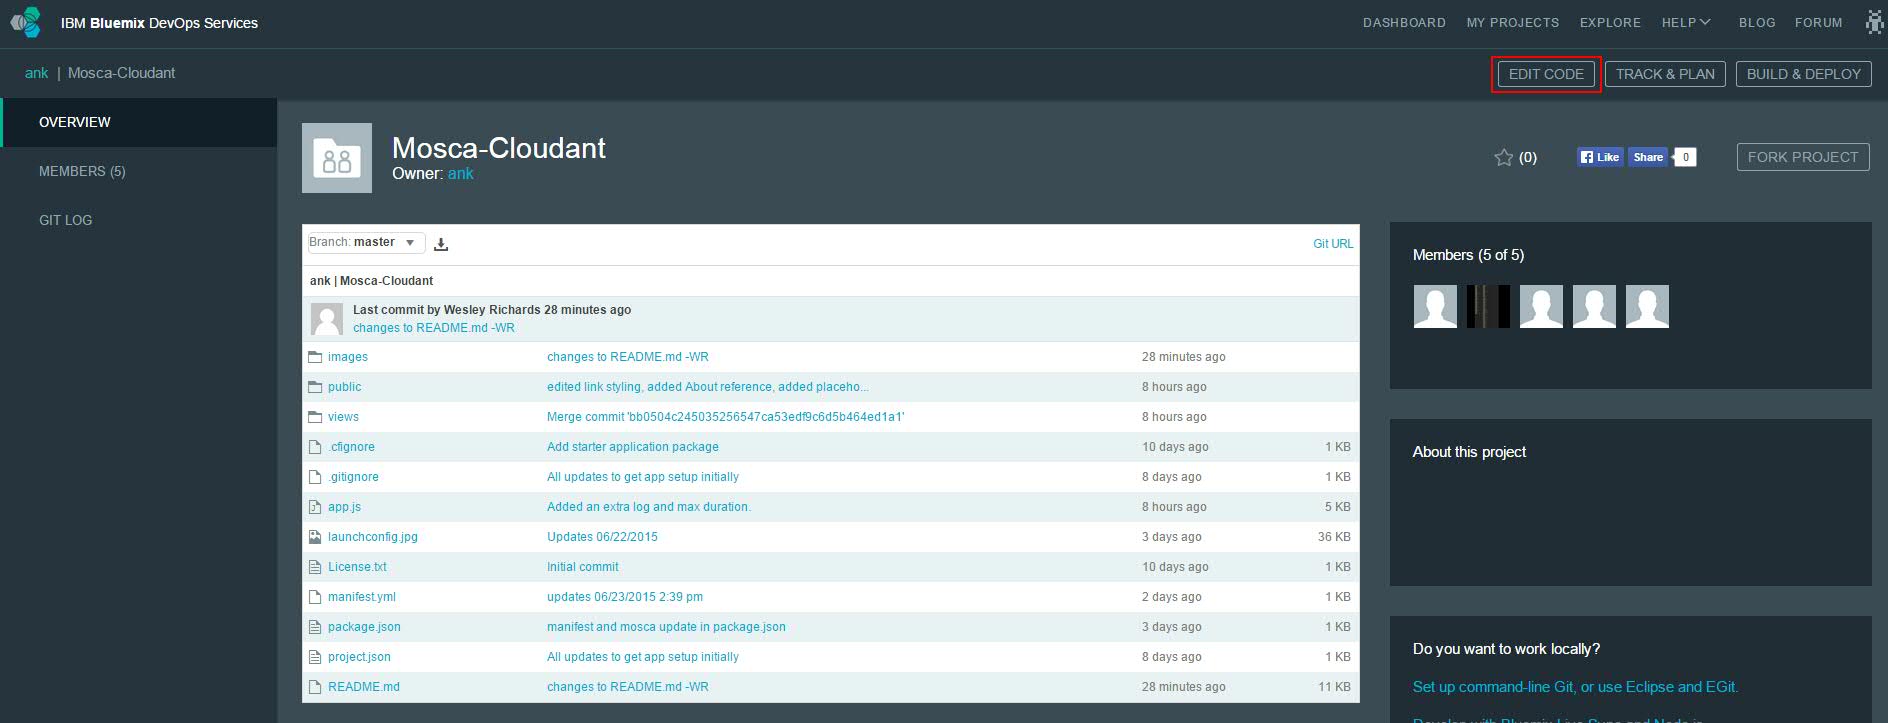 IBM Bluemix DevOps Services
DASHBOARD MY PROJECTS EXPLORE HELP BLOG FORUM
ank | Mosca-Cloudant
EDIT CODE TRACK & PLAN BUILD & DEPLOY
OVERVIEW
MEMBERS (5)
GIT LOG
Mosca-Cloudant
Owner: ank
(0) Like Share 0 FORK PROJECT
Branch: master Git URL
ank | Mosca-Cloudant
Last commit by Wesley Richards 28 minutes ago
changes to README.md -WR
images changes to README.md -WR 28 minutes ago
public edited link styling, added About reference, added placeho... 8 hours ago
views Merge commit 'bb0504c245035256547ca53edf9c6d5b464ed1a1' 8 hours ago
.cfignore Add starter application package 10 days ago 1 KB
.gitignore All updates to get app setup initially 8 days ago 1 KB
app.js Added an extra log and max duration. 8 hours ago 5 KB
launchconfig.jpg Updates 06/22/2015 3 days ago 36 KB
License.txt Initial commit 10 days ago 1 KB
manifest.yml updates 06/23/2015 2:39 pm 2 days ago 1 KB
package.json manifest and mosca update in package.json 3 days ago 1 KB
project.json All updates to get app setup initially 8 days ago 1 KB
README.md changes to README.md -WR 28 minutes ago 11 KB
Members (5 of 5)
About this project
Do you want to work locally?
Set up command-line Git, or use Eclipse and EGit.
Develop with Bluemix Live Sync and Node.js